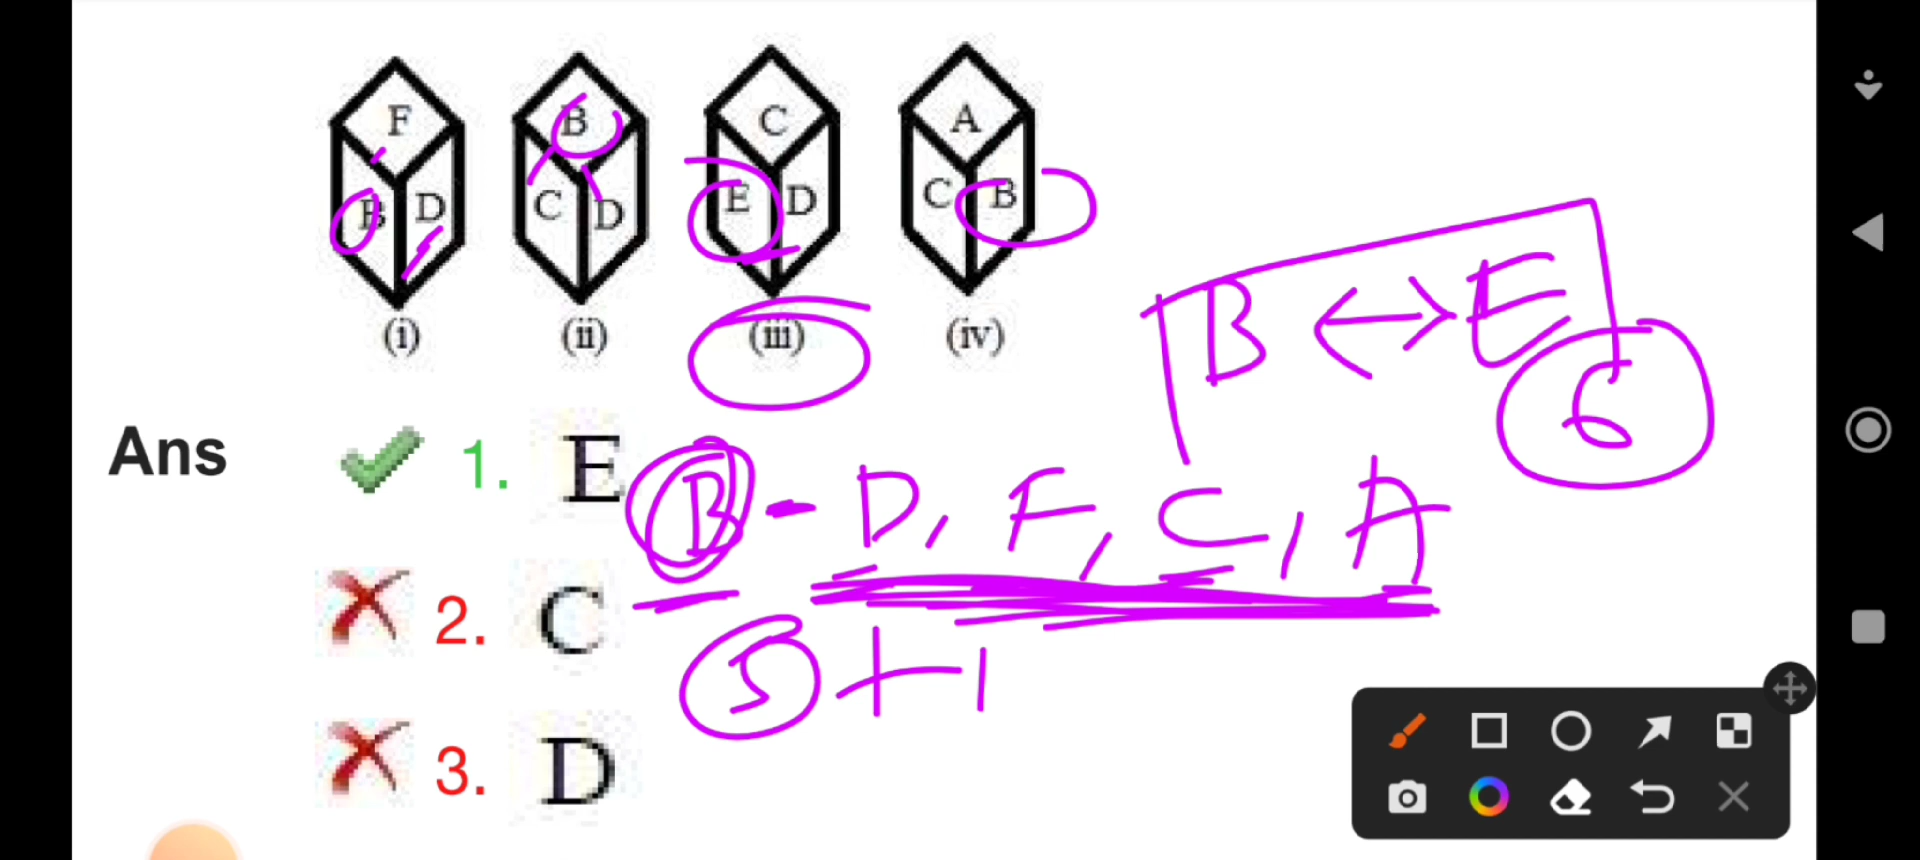 F B D
B C D
C E D
A C B
(i) (ii) (iii) (iv)
B ↔ E
6
Ans
1. E
B - D, F, C, A
2. C
5+1
3. D